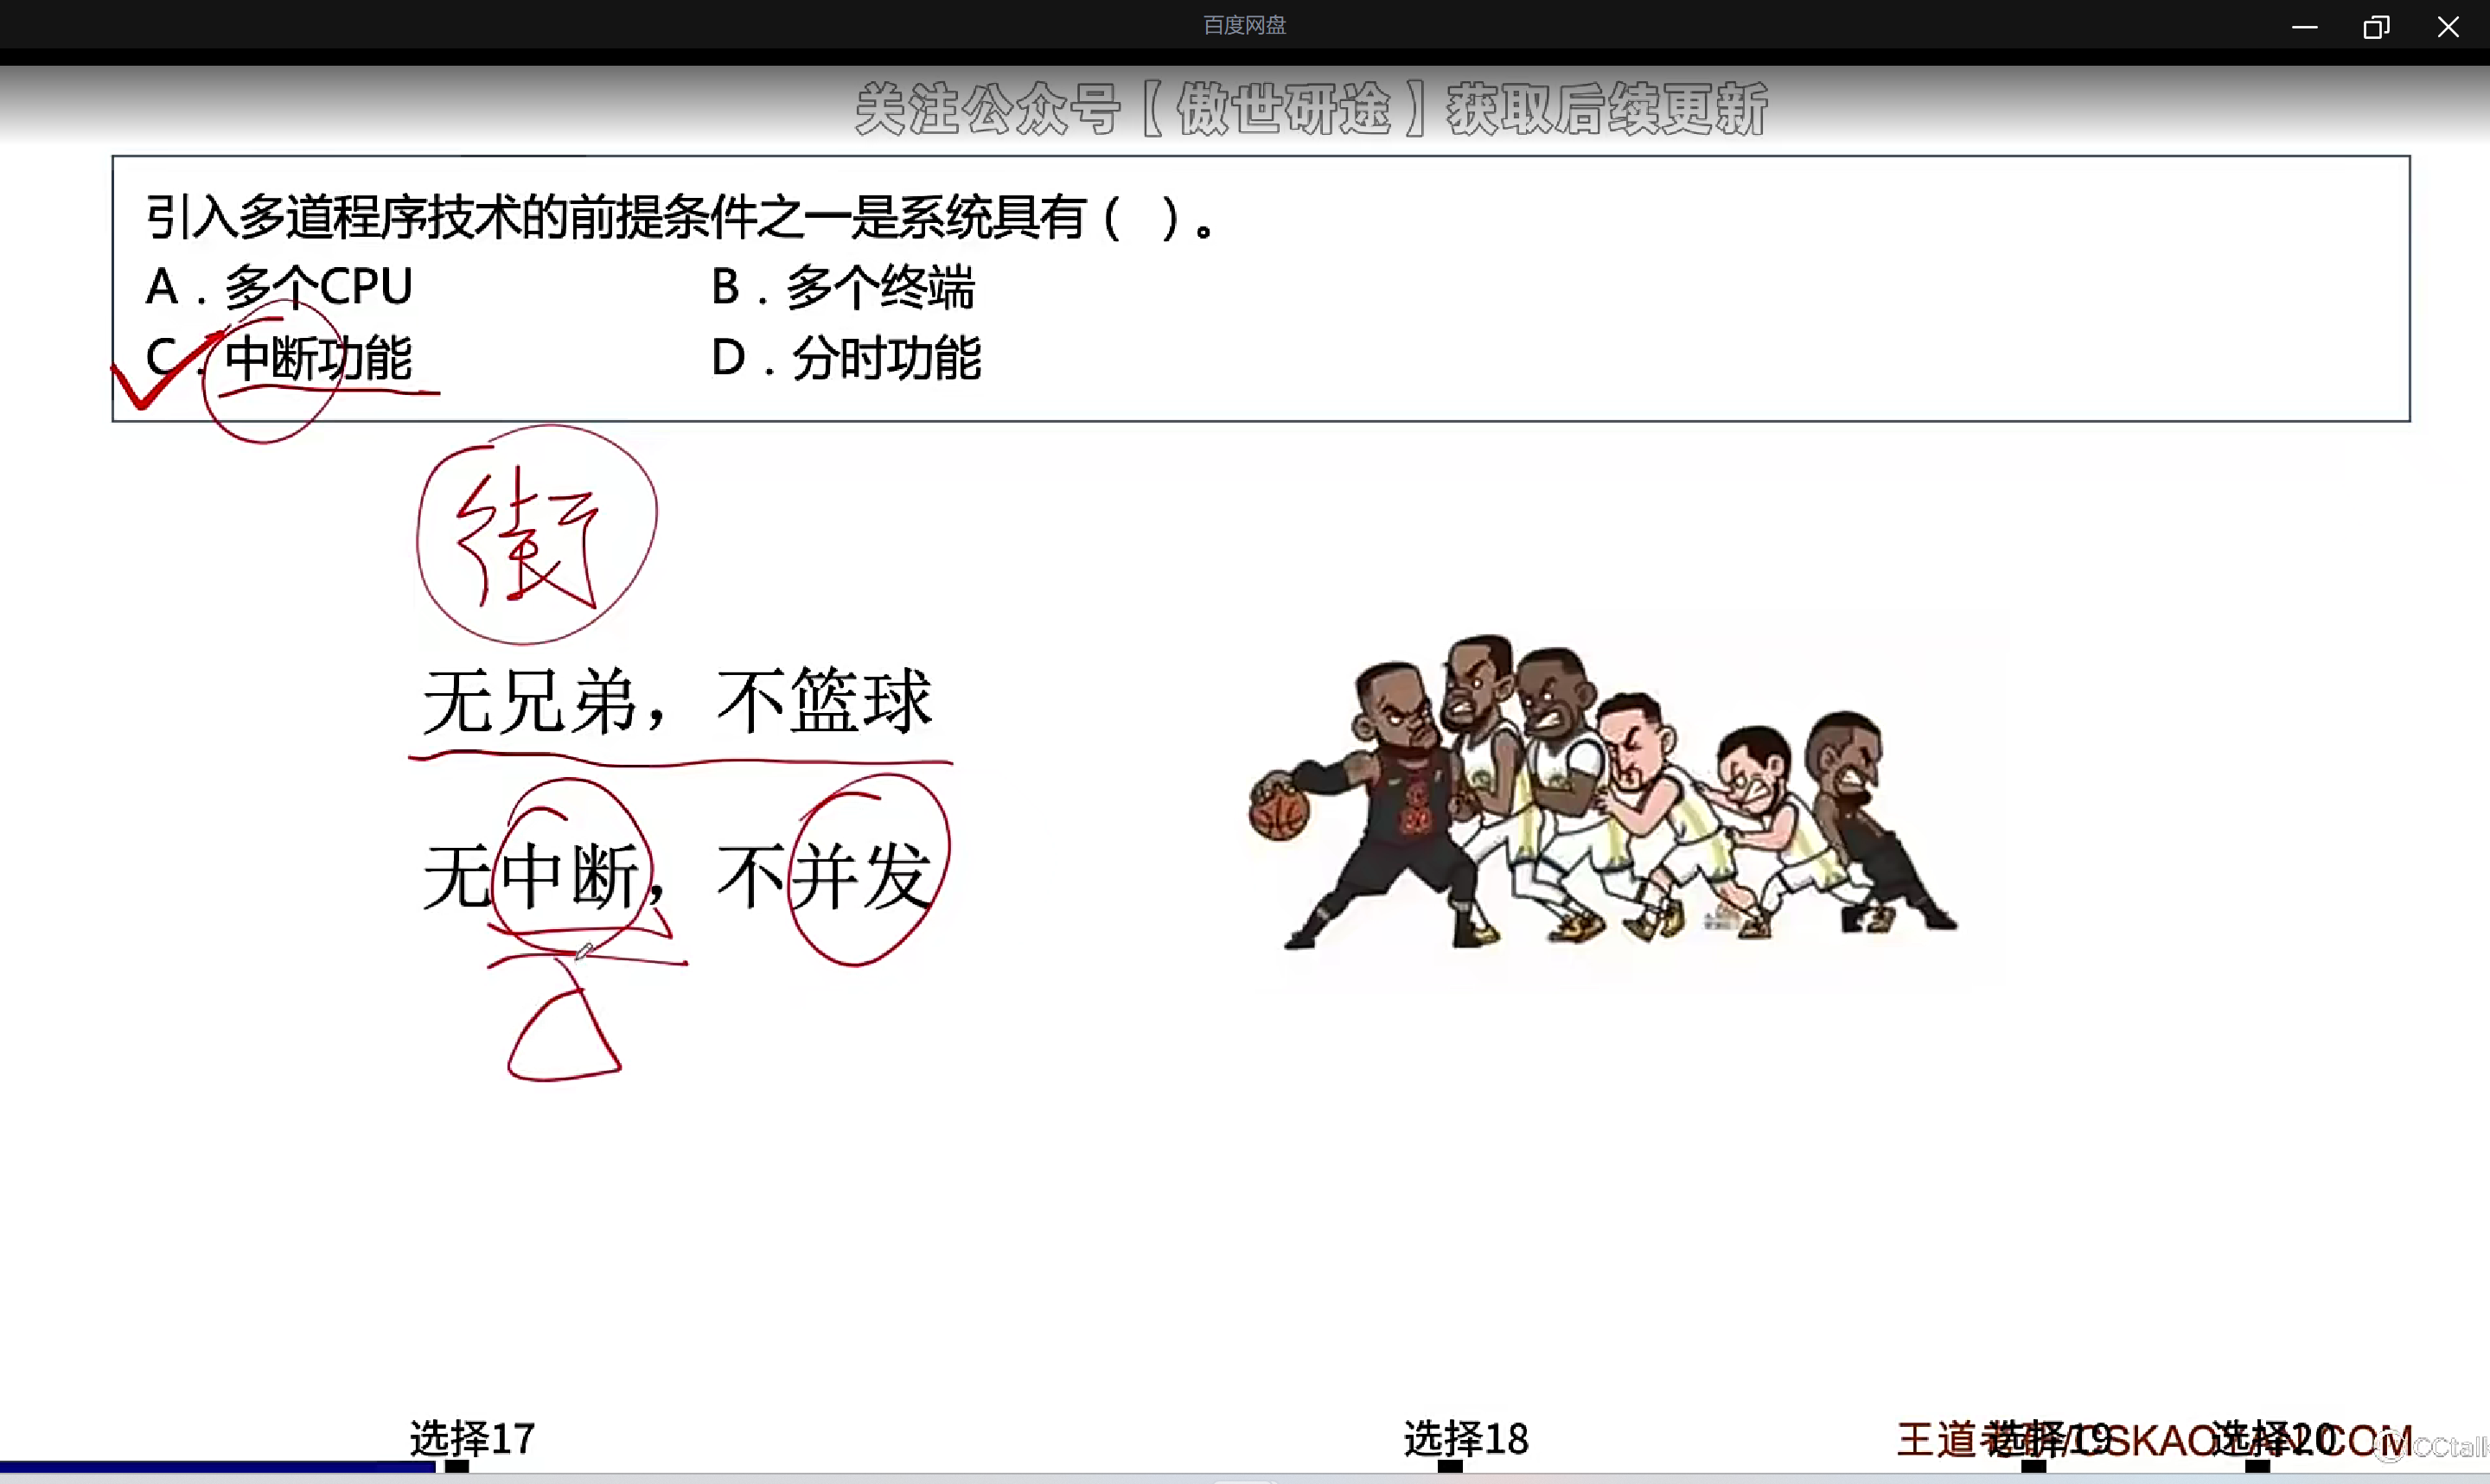 百度网盘
关注公众号【傲世研途】获取后续更新
引入多道程序技术的前提条件之一是系统具有（ ）。
A．多个CPU
B．多个终端
C．中断功能
D．分时功能
无兄弟，不篮球
无中断，不并发
选择17
选择18
王道
选择19
选择20
CCtalk